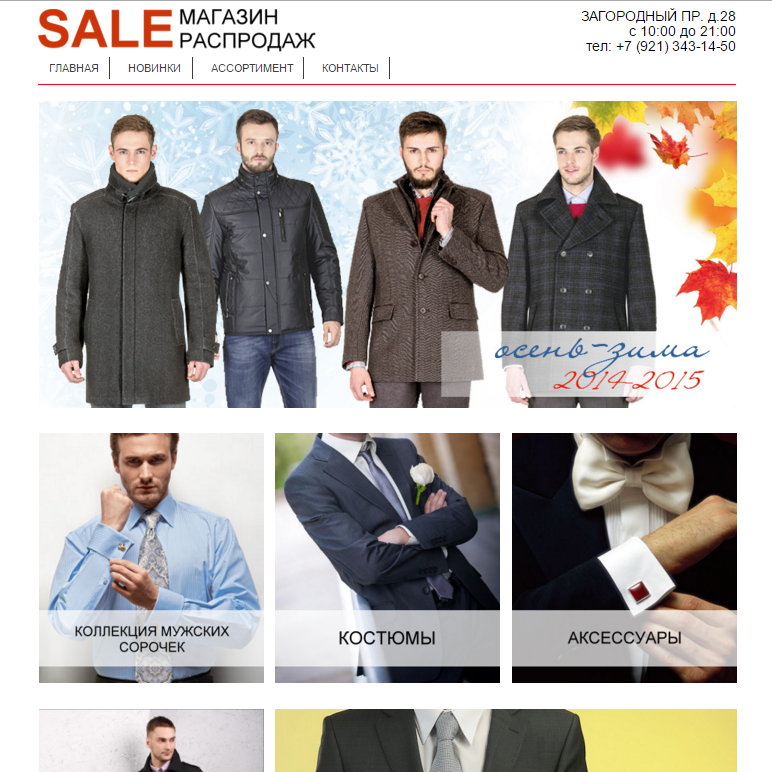 SALE МАГАЗИН
РАСПРОДАЖ
ЗАГОРОДНЫЙ ПР. д.28
с 10:00 до 21:00
тел: +7 (921) 343-14-50
ГЛАВНАЯ
НОВИНКИ
АССОРТИМЕНТ
КОНТАКТЫ
осень-зима
2014-2015
КОЛЛЕКЦИЯ МУЖСКИХ
СОРОЧЕК
КОСТЮМЫ
АКСЕССУАРЫ